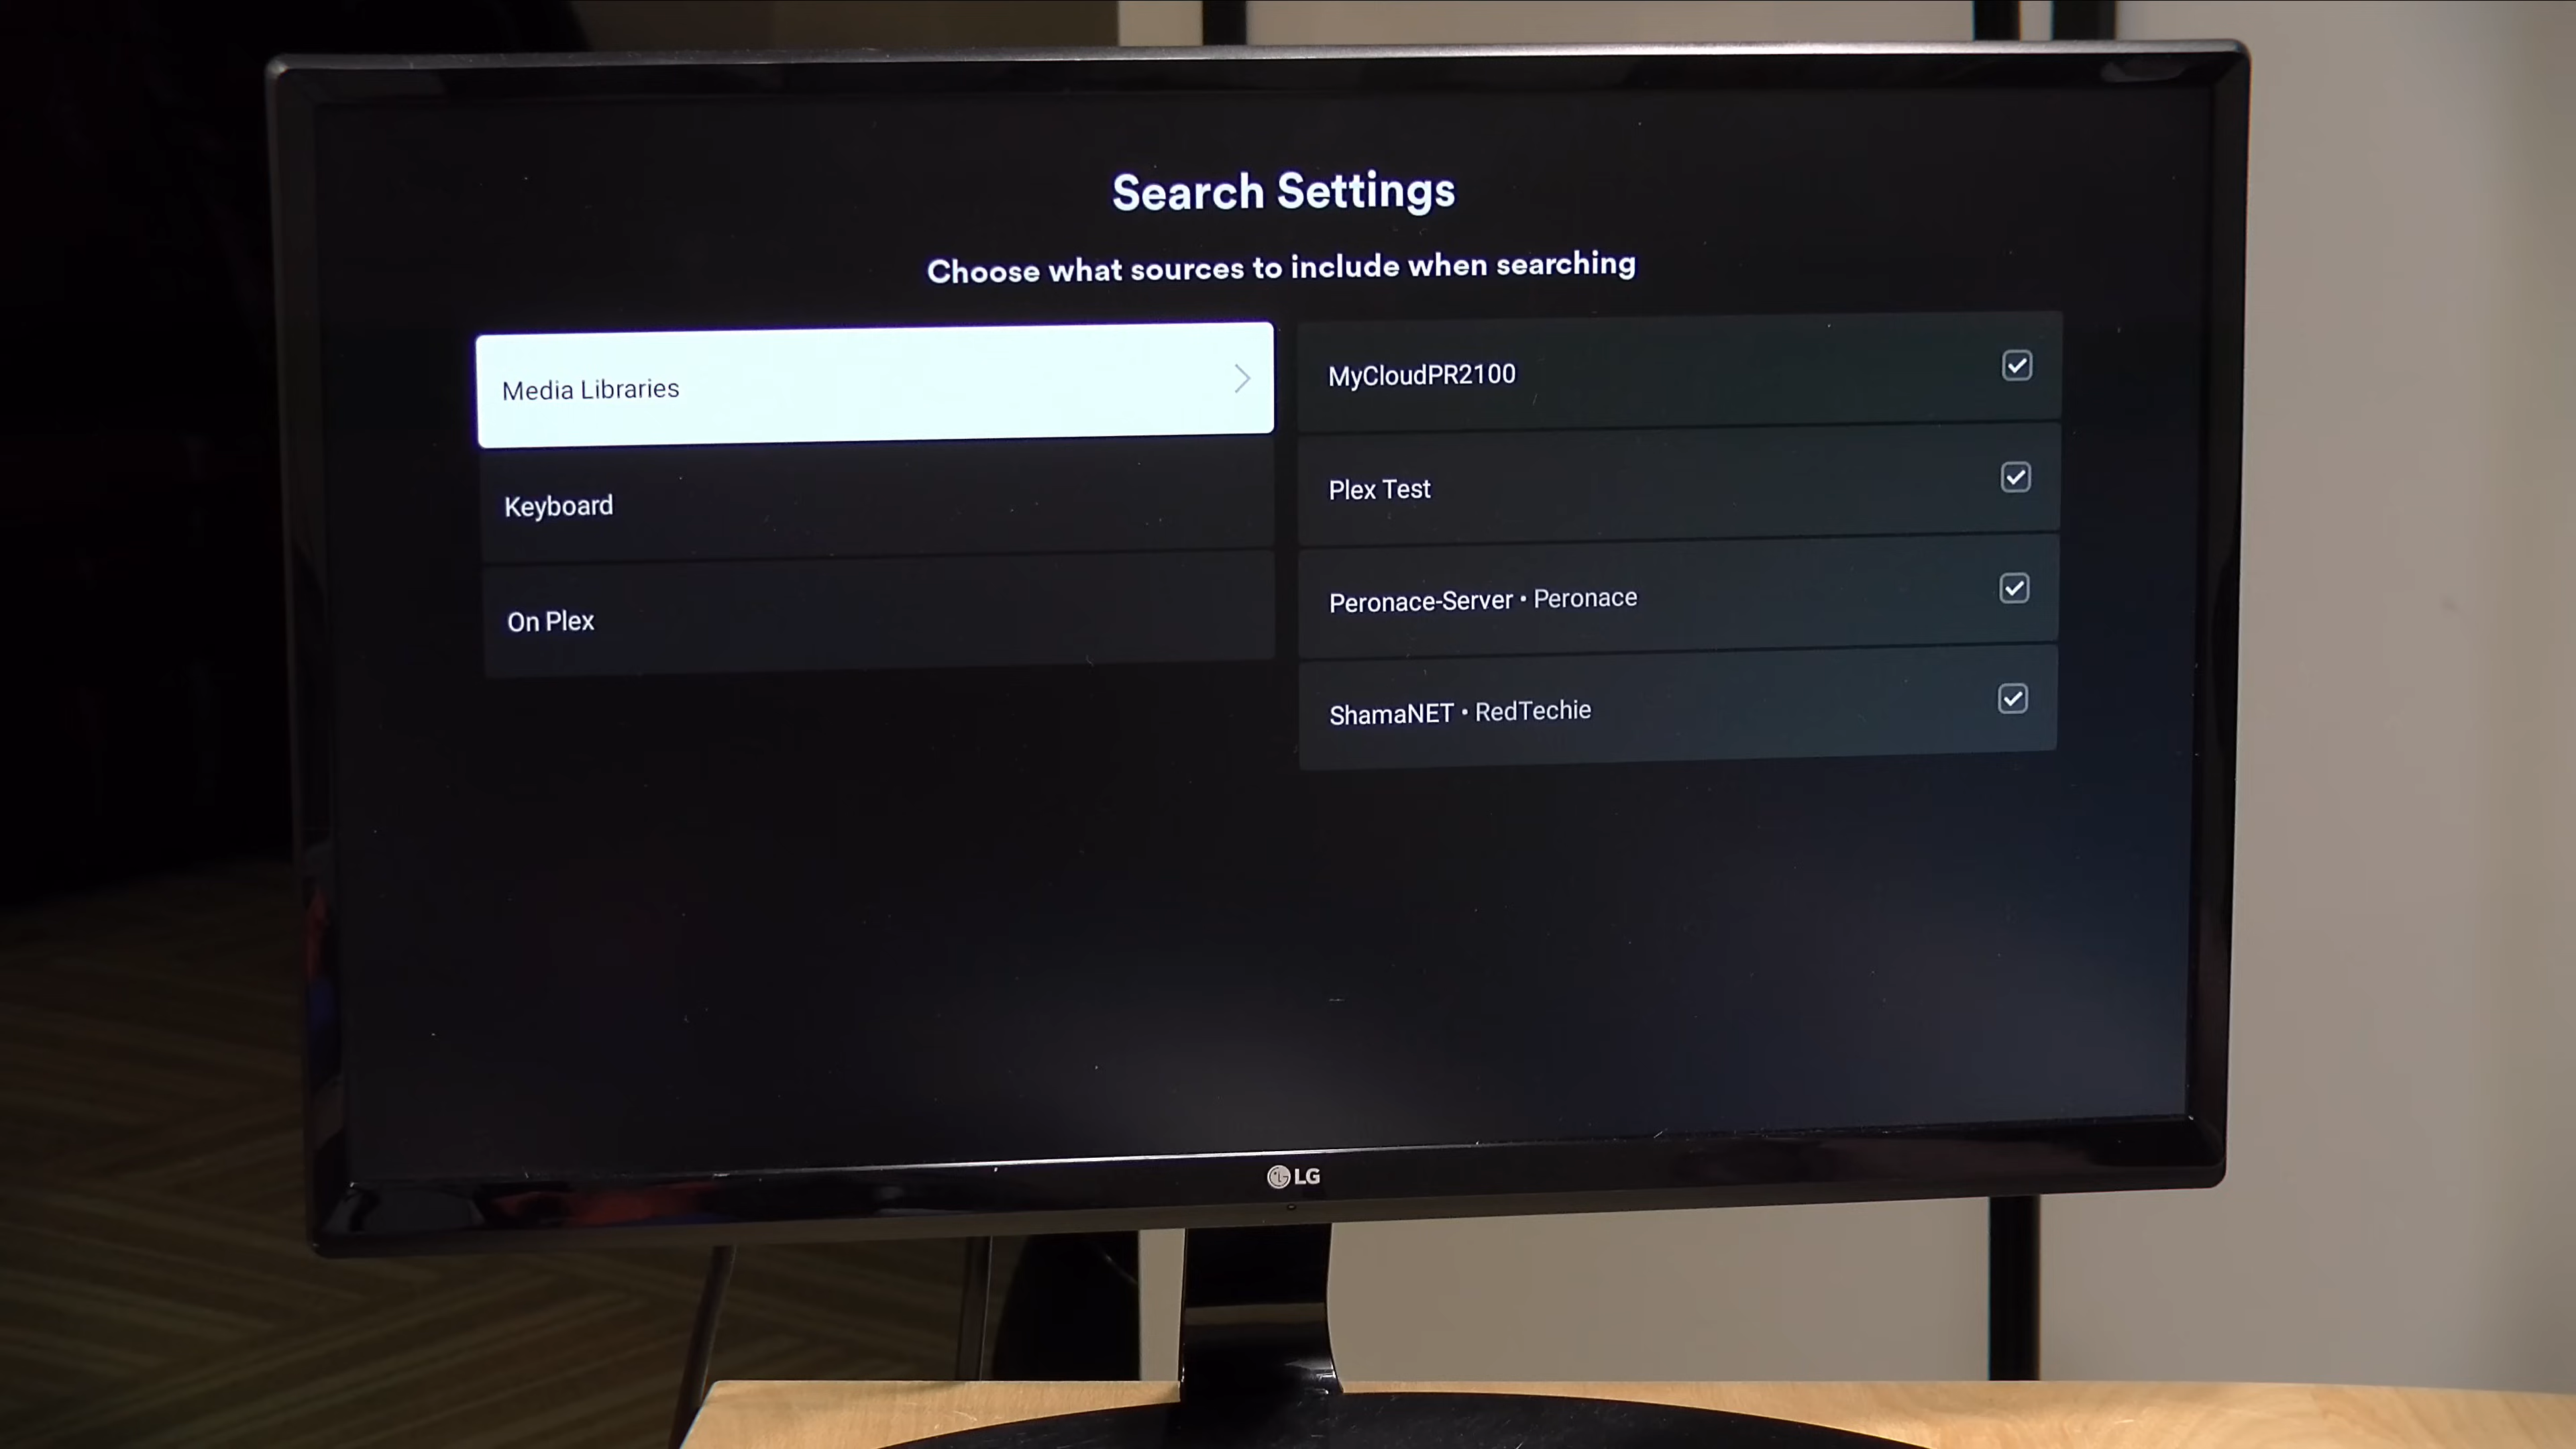 Search Settings
Choose what sources to include when searching
Media Libraries
Keyboard
On Plex
MyCloudPR2100
Plex Test
Peronace-Server • Peronace
ShamaNET • RedTechie
LG